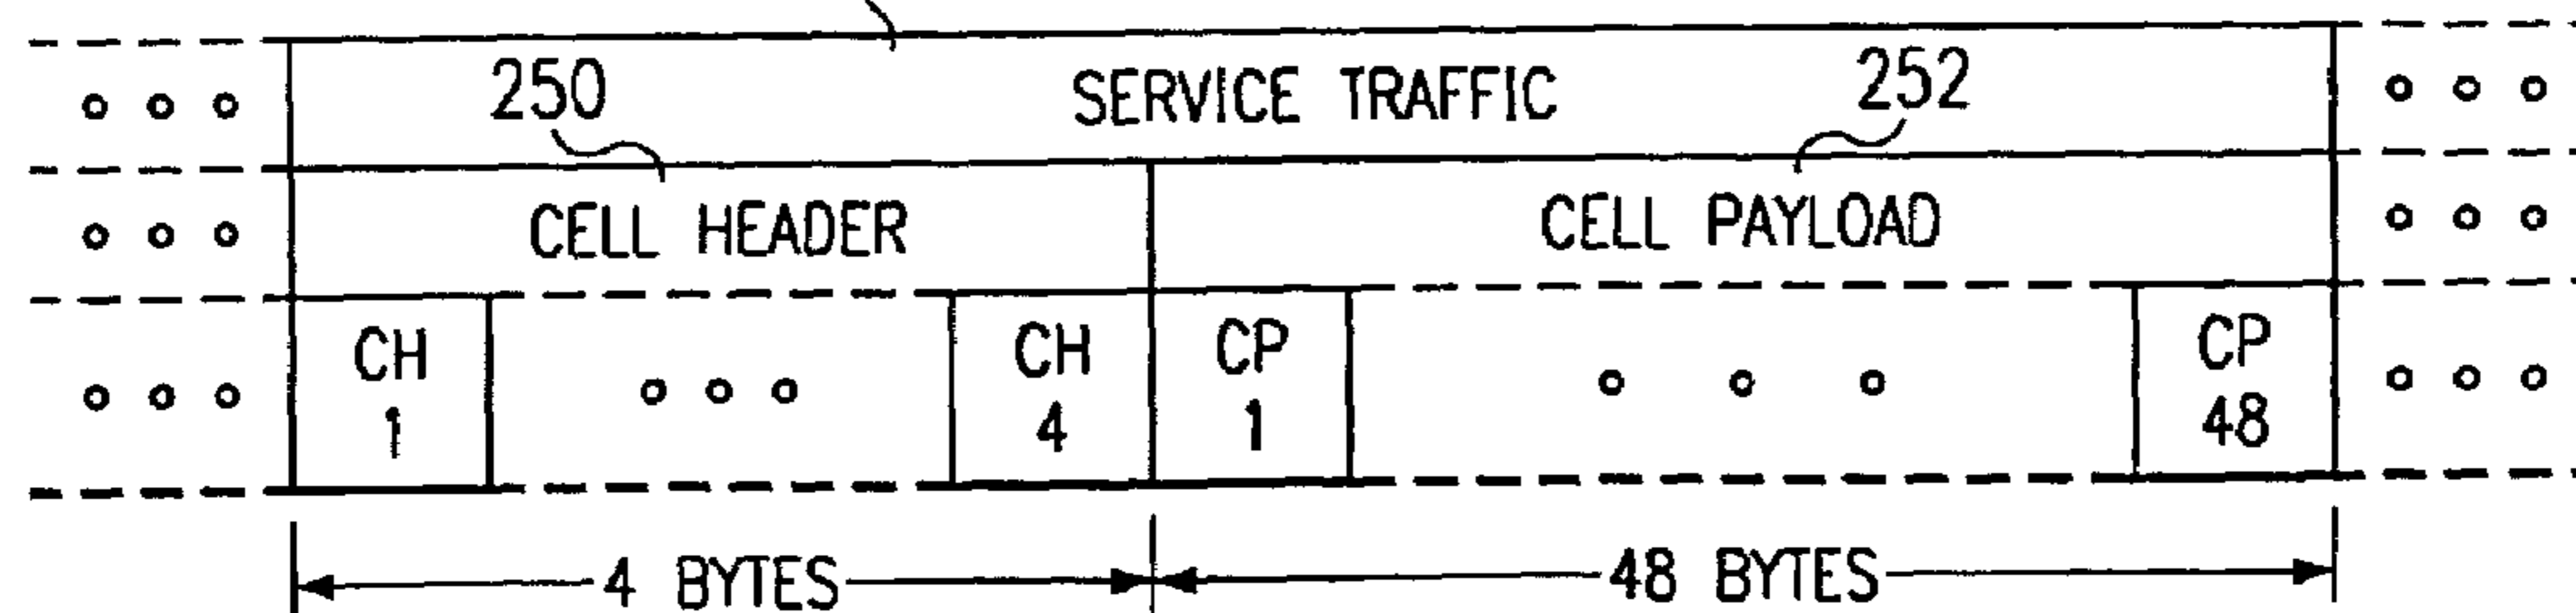 250 SERVICE TRAFFIC 252
CELL HEADER CELL PAYLOAD
CH 1 CH 4 CP 1 CP 48
4 BYTES 48 BYTES